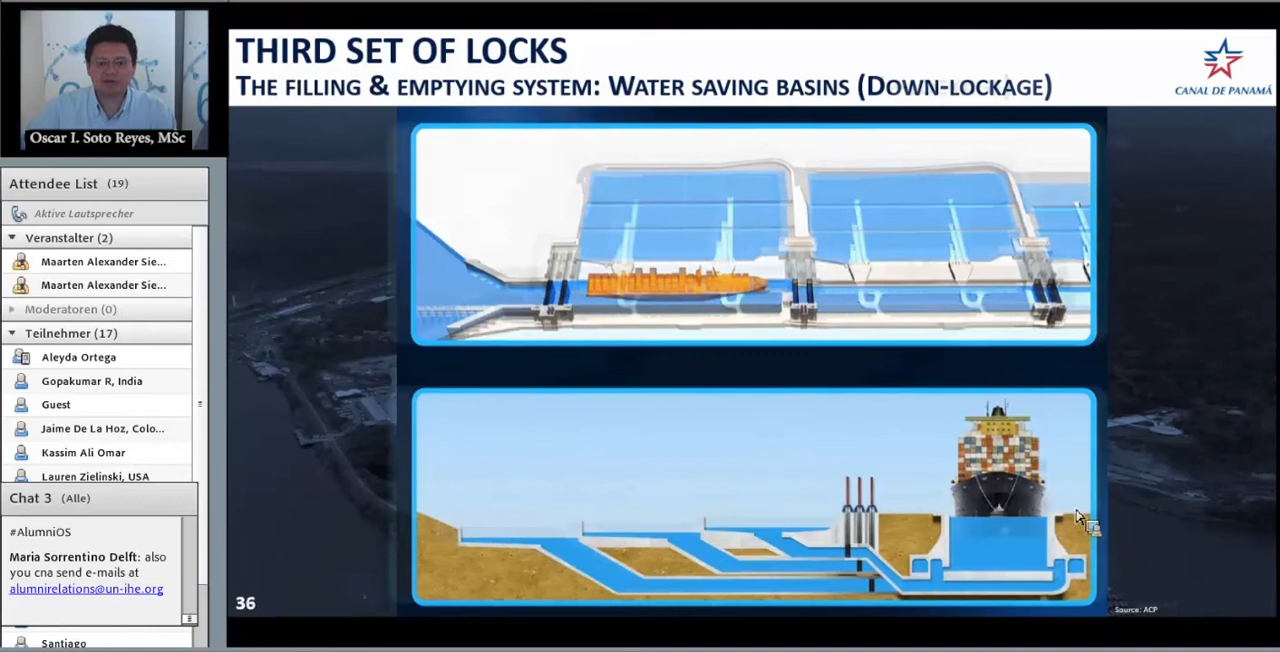 Oscar I. Soto Reyes, MSc
THIRD SET OF LOCKS
THE FILLING & EMPTYING SYSTEM: WATER SAVING BASINS (DOWN-LOCKAGE)
CANAL DE PANAMÁ
Attendee List (19)
Aktive Lautsprecher
Veranstalter (2)
Maarten Alexander Sie...
Maarten Alexander Sie...
Moderatoren (0)
Teilnehmer (17)
Aleyda Ortega
Gopakumar R, India
Guest
Jaime De La Hoz, Colo...
Kassim Ali Omar
Lauren Zielinski, USA
Chat 3 (Alle)
#AlumniOS
Maria Sorrentino Delft: also
you cna send e-mails at
alumnirelations@un-ihe.org
Santiago
36
Source: ACP